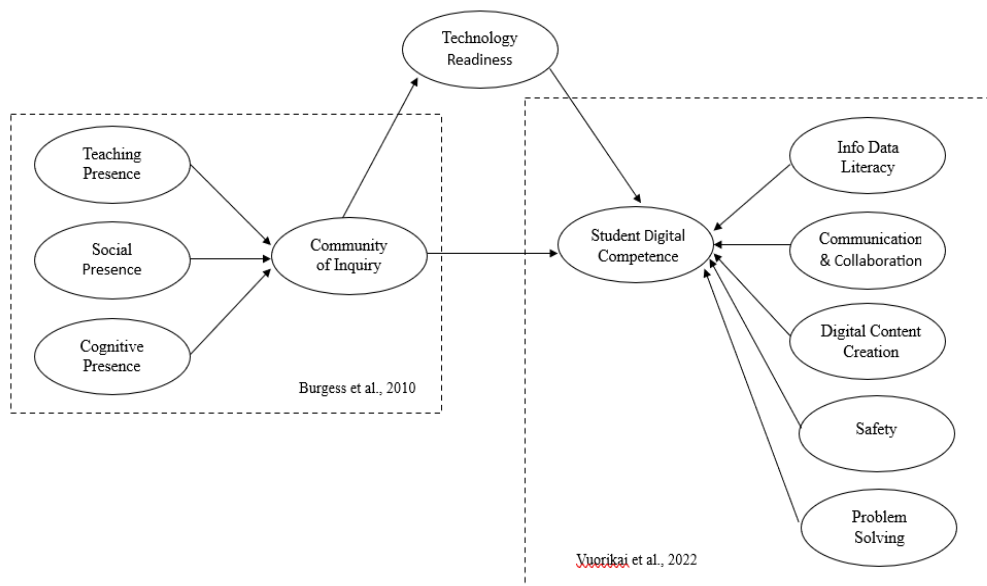 Technology
Readiness
Teaching
Presence
Social
Presence
Cognitive
Presence
Community
of Inquiry
Burgess et al., 2010
Student Digital
Competence
Info Data
Literacy
Communication
& Collaboration
Digital Content
Creation
Safety
Problem
Solving
Vuorikai et al., 2022